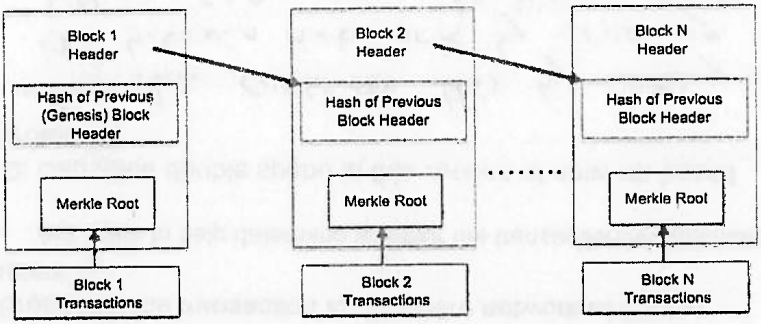 Block 1
Header
Hash of Previous
(Genesis) Block
Header
Merkle Root
Block 1
Transactions
Block 2
Header
Hash of Previous
Block Header
Merkle Root
Block 2
Transactions
Block N
Header
Hash of Previous
Block Header
Merkle Root
Block N
Transactions